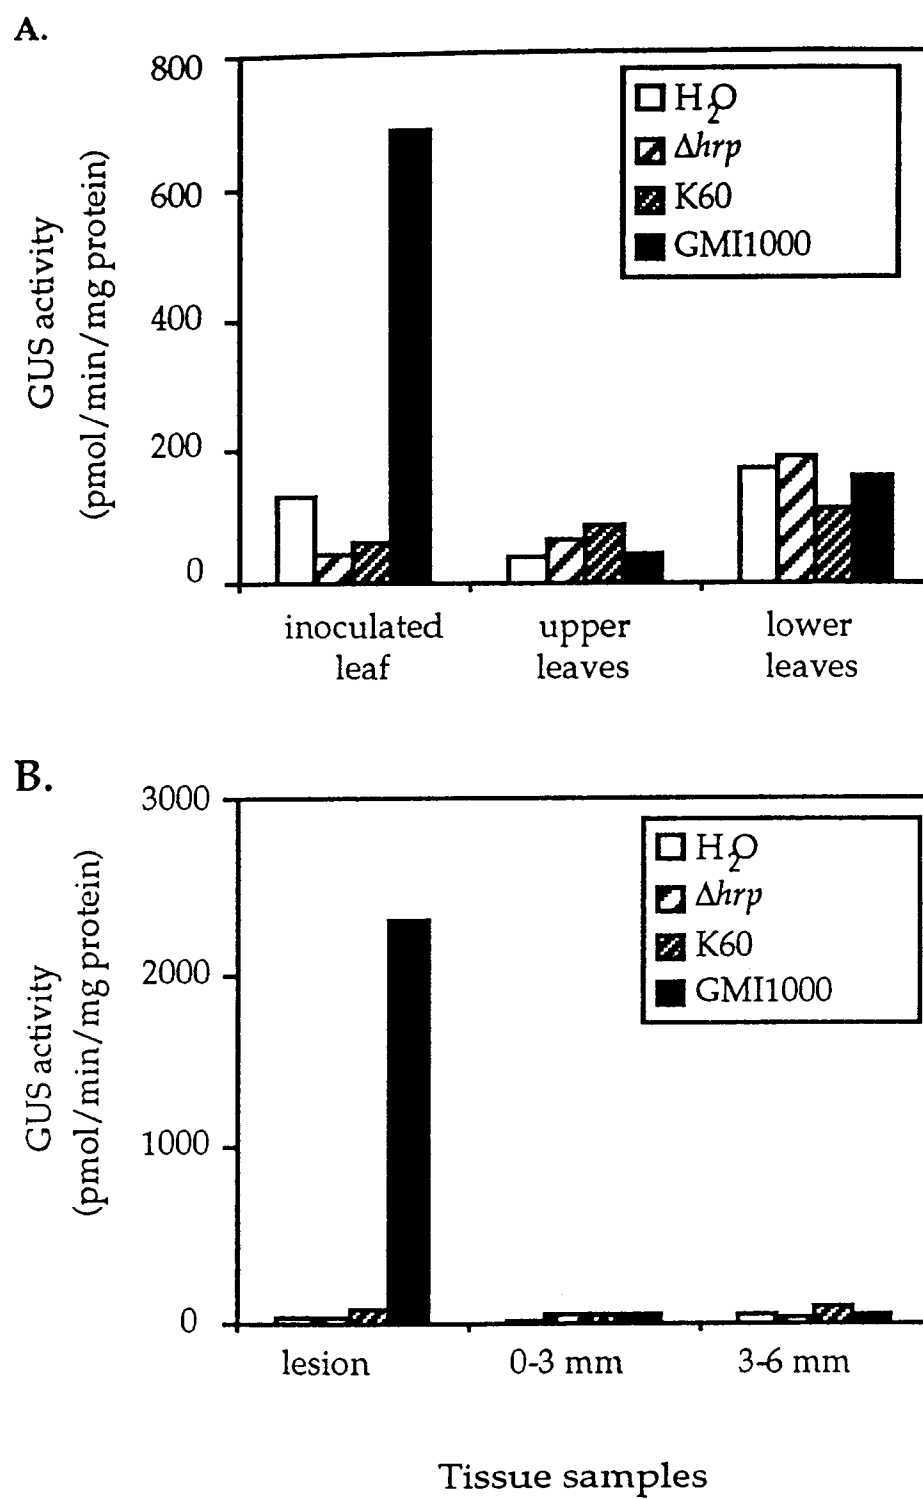 A.
GUS activity
(pmol/min/mg protein)
800
600
400
200
0
H2O
Δhrp
K60
GMI1000
inoculated
leaf
upper
leaves
lower
leaves
B.
GUS activity
(pmol/min/mg protein)
3000
2000
1000
0
H2O
Δhrp
K60
GMI1000
lesion
0-3 mm
3-6 mm
Tissue samples